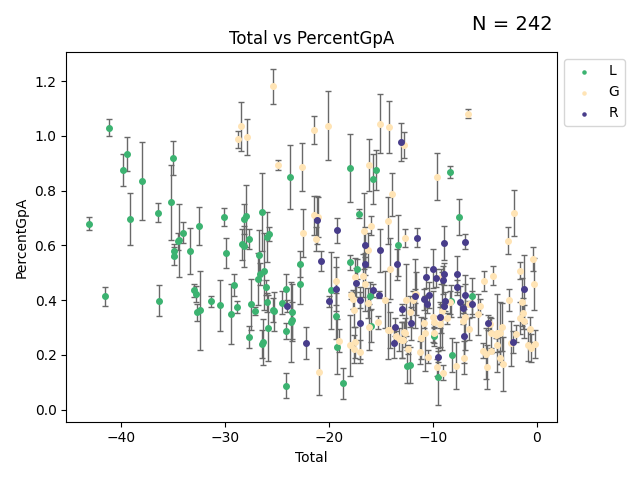 N = 242
Total vs PercentGpA
L
G
R
1.2
1.0
0.8
0.6
0.4
0.2
0.0
PercentGpA
−40
−30
−20
−10
0
Total